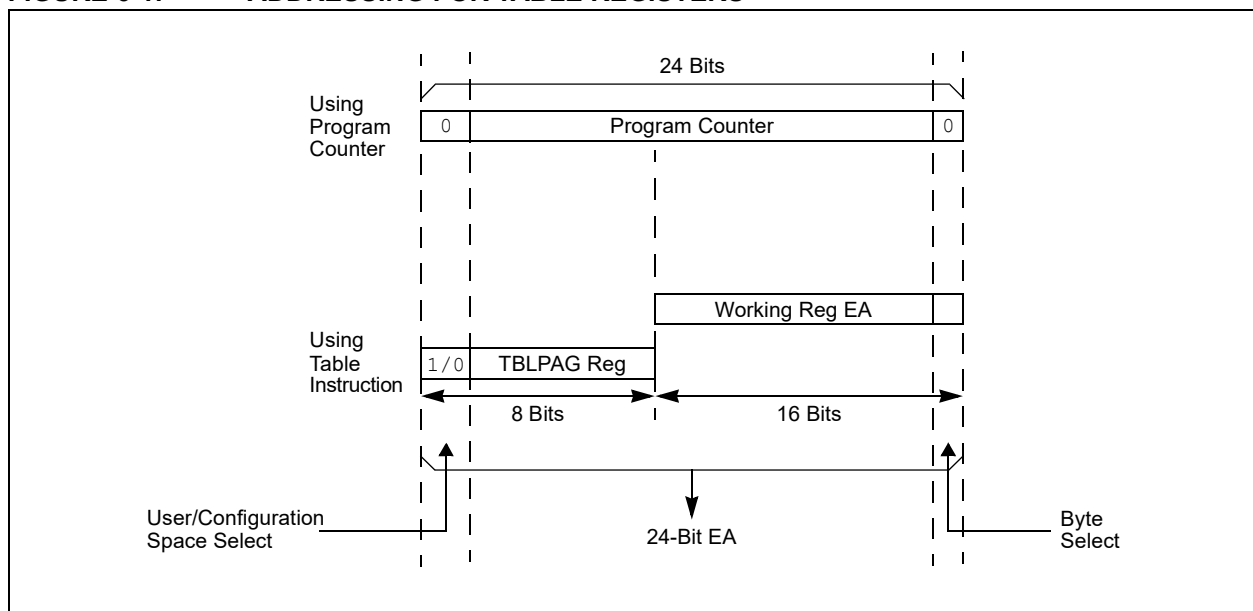 24 Bits
Using
Program
Counter
0
Program Counter
0
Working Reg EA
Using
Table
Instruction
1/0
TBLPAG Reg
8 Bits
16 Bits
User/Configuration
Space Select
24-Bit EA
Byte
Select